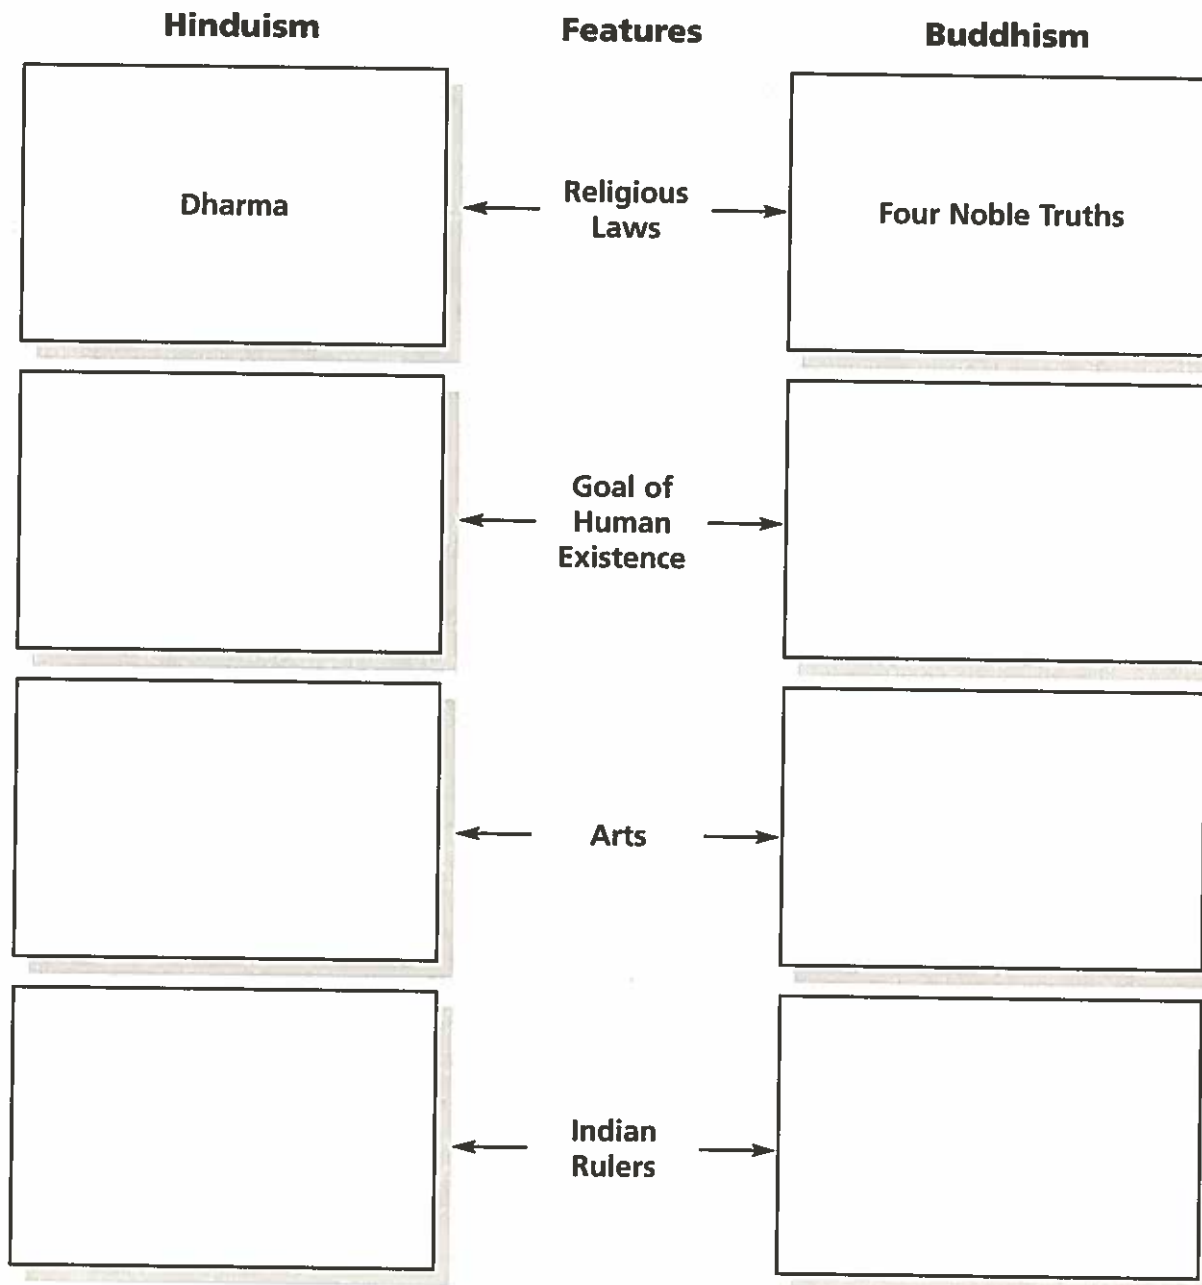 Hinduism
Features
Buddhism
Dharma
Religious
Laws
Four Noble Truths
Goal of
Human
Existence
Arts
Indian
Rulers